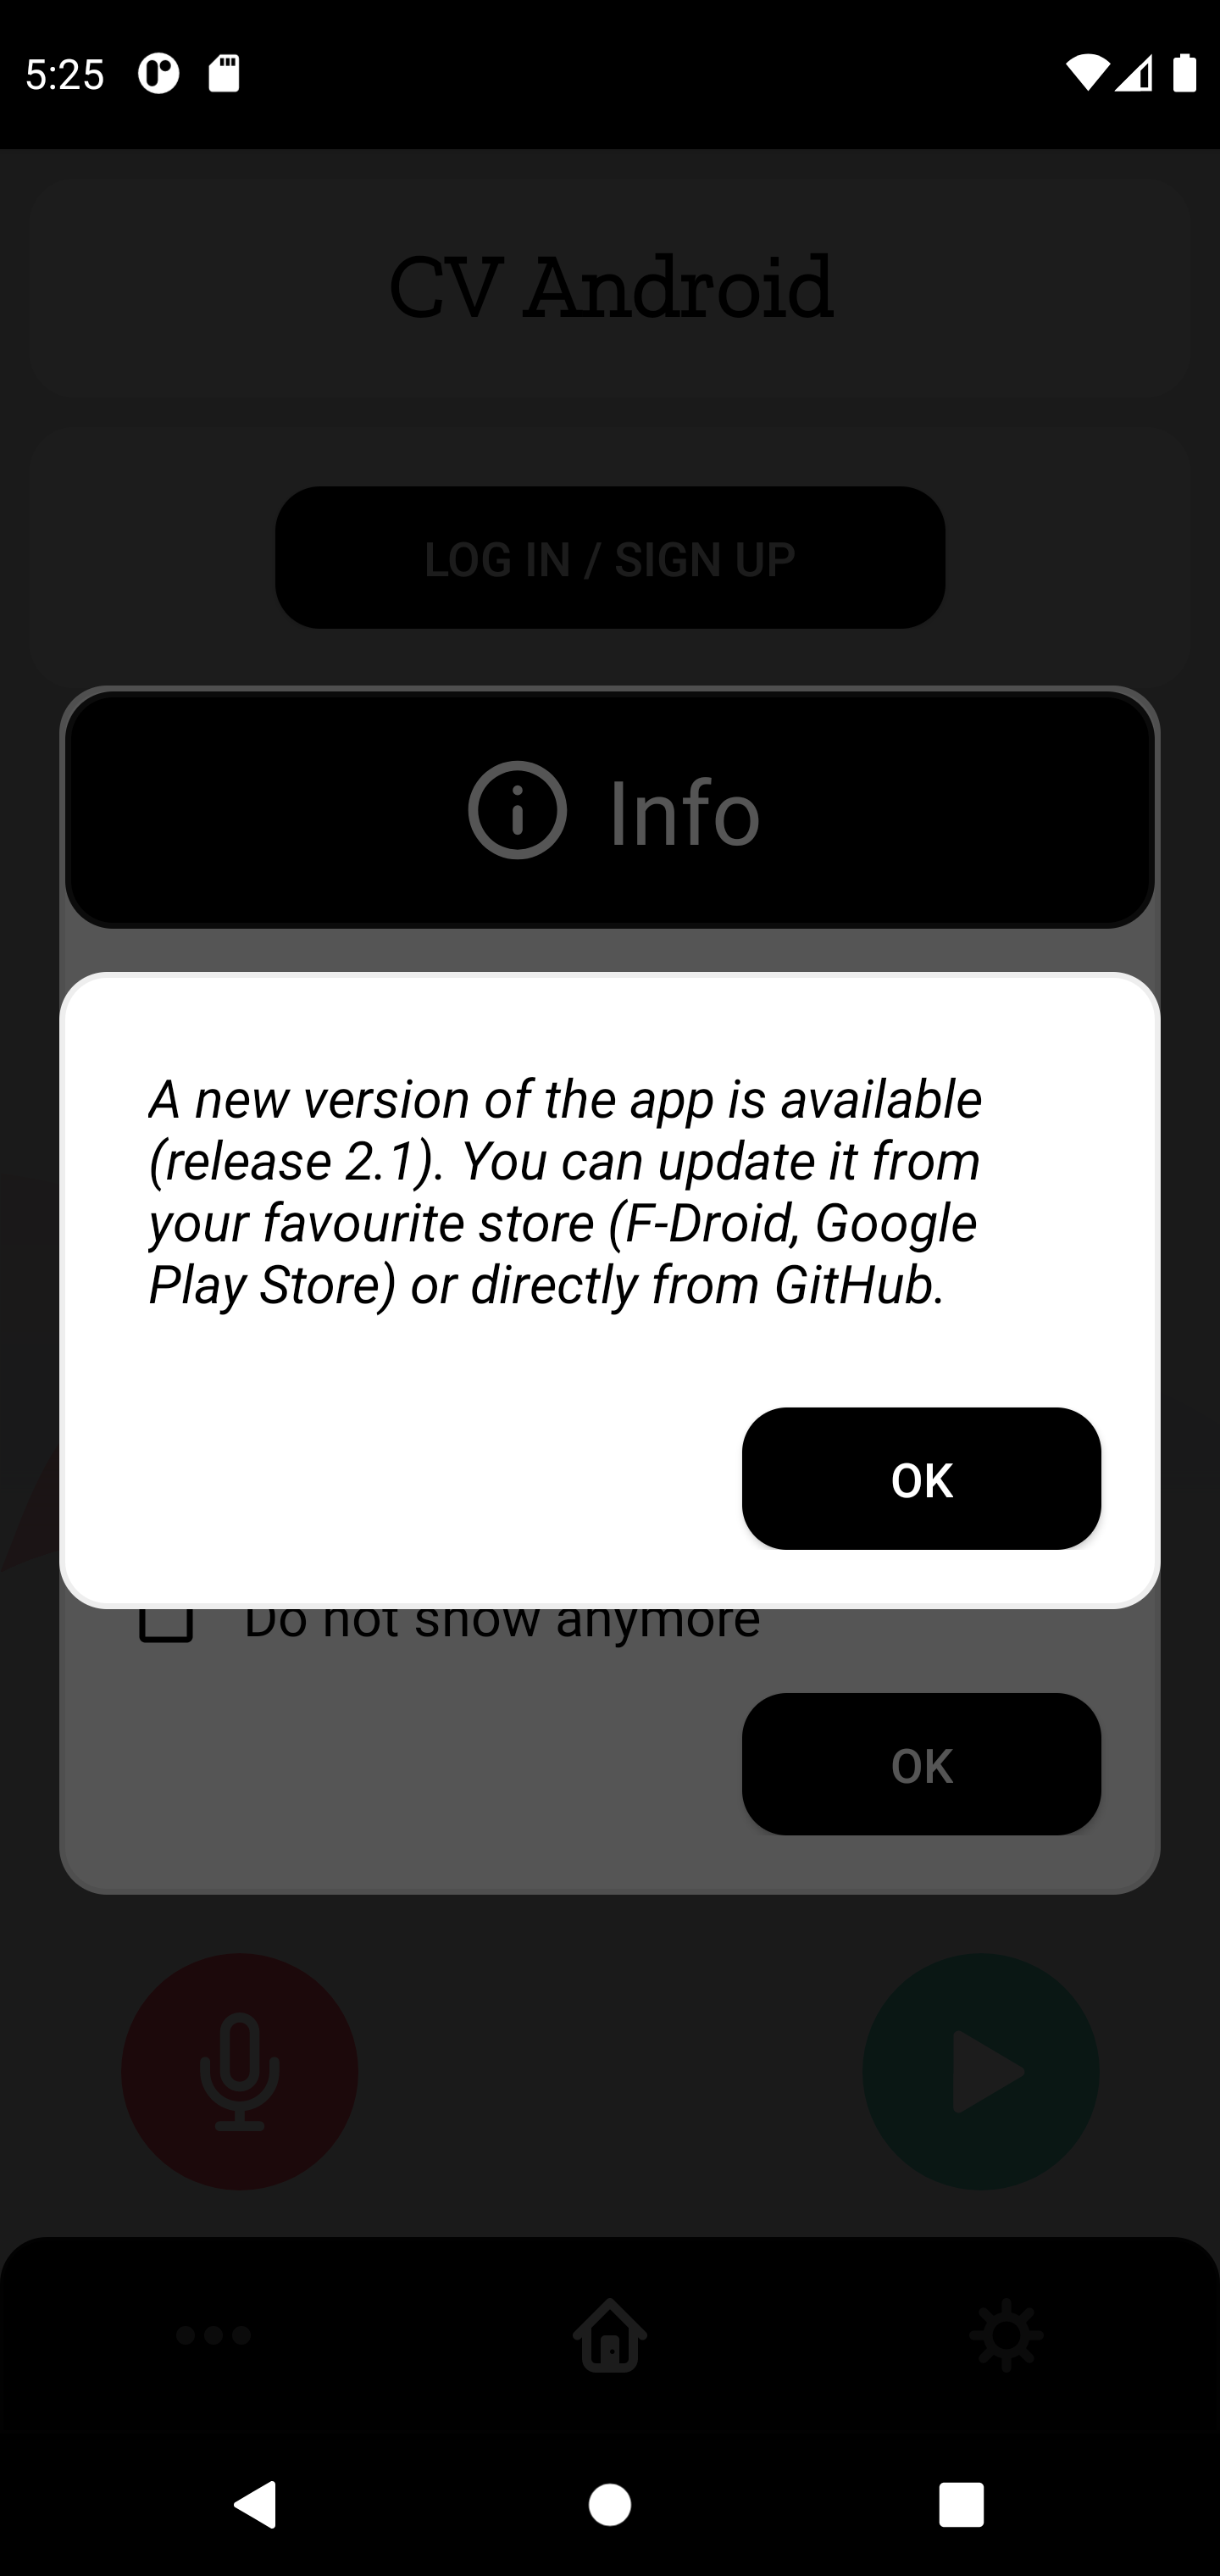 5:25
CV Android
LOG IN / SIGN UP
Info
A new version of the app is available
(release 2.1). You can update it from
your favourite store (F-Droid, Google
Play Store) or directly from GitHub.
OK
Do not show anymore
OK